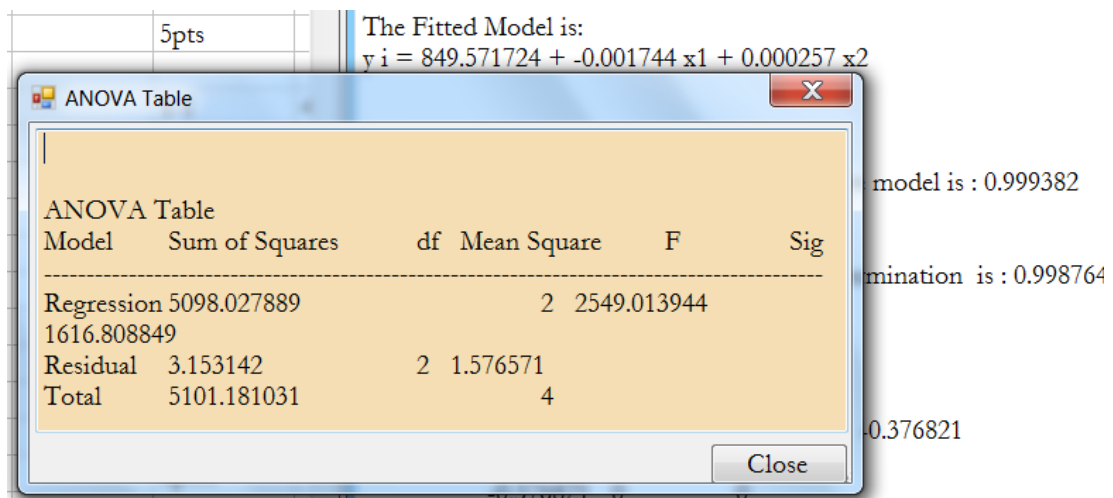 5pts
The Fitted Model is:
y i = 849.571724 + -0.001744 x1 + 0.000257 x2
ANOVA Table
model is : 0.999382
mination is : 0.998764
0.376821
ANOVA Table
Model Sum of Squares df Mean Square F Sig
Regression 5098.027889 2 2549.013944
1616.808849
Residual 3.153142 2 1.576571
Total 5101.181031 4
Close